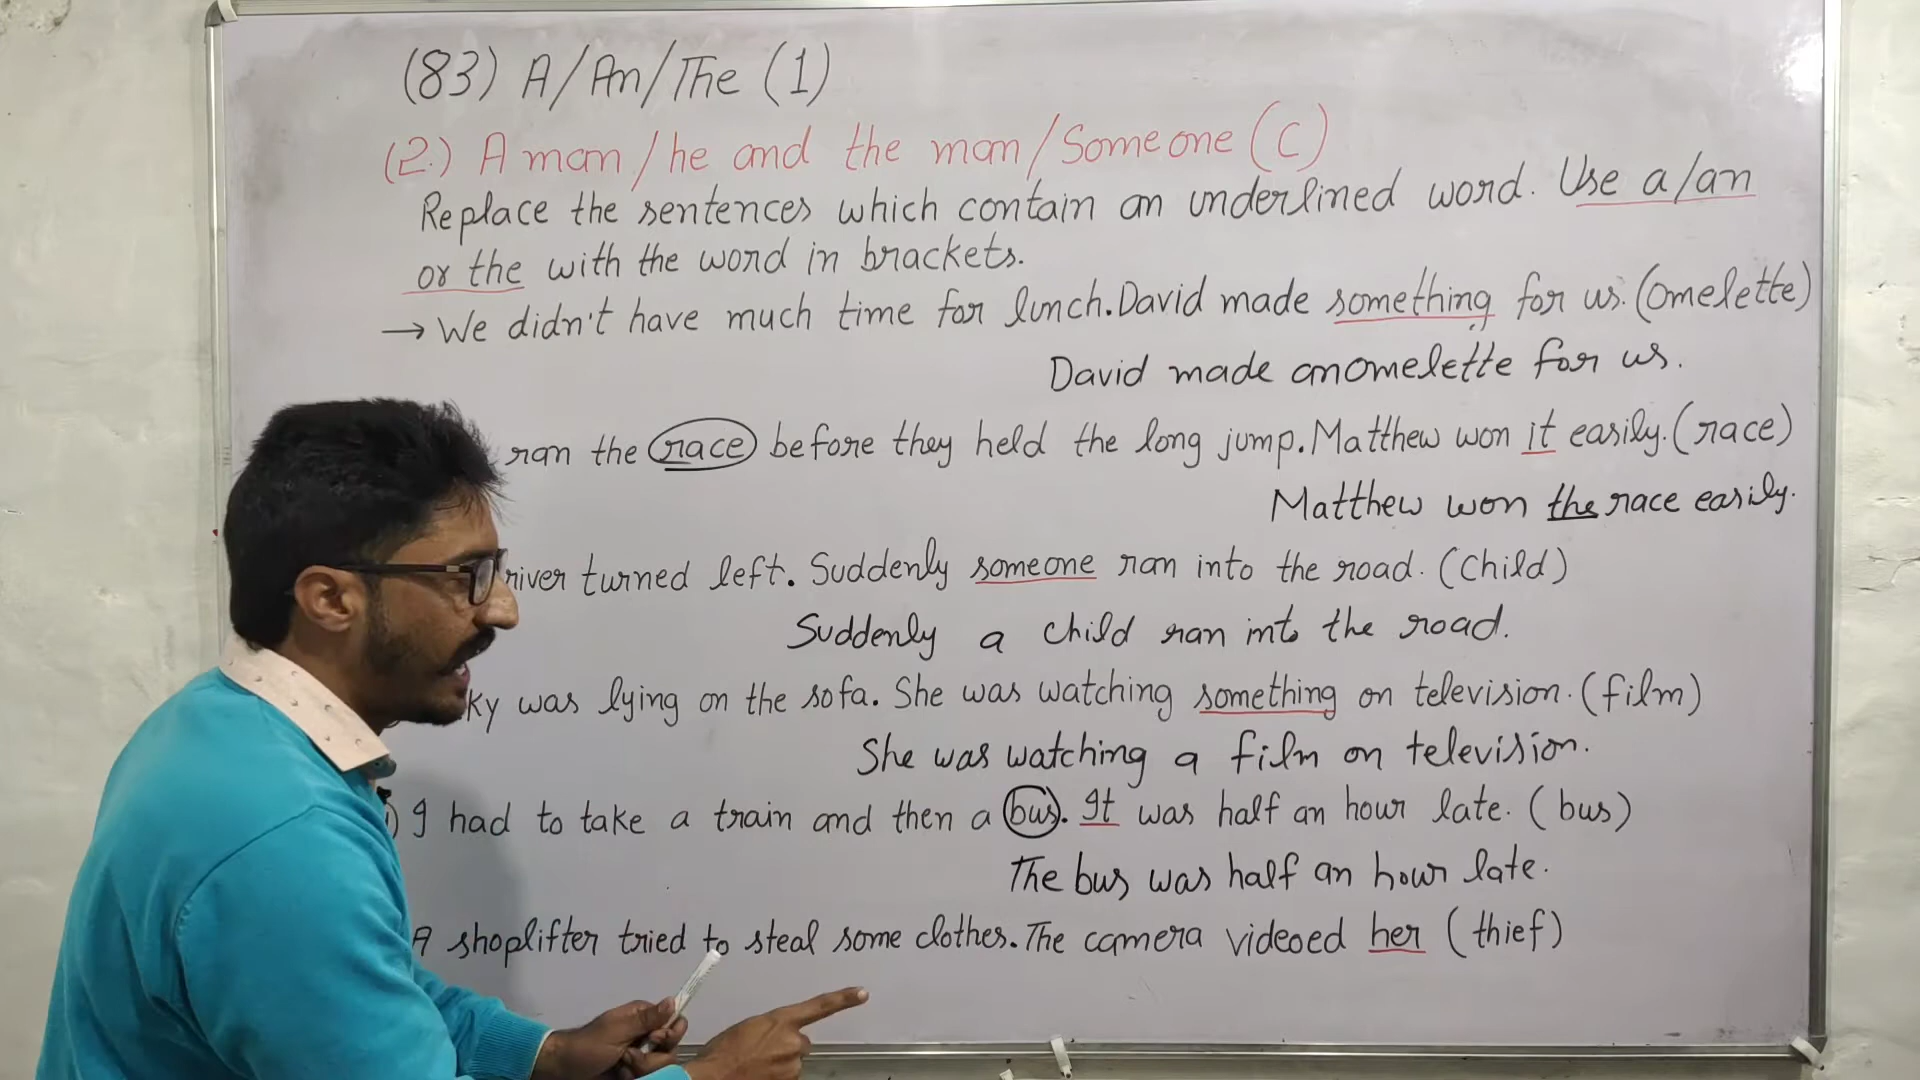 (83) A/An/The (1)
(2.) A man/he and the man/Someone (C)
Replace the sentences which contain an underlined word. Use a/an
or the with the word in brackets.
→ We didn't have much time for lunch. David made something for us. (omelette)
David made an omelette for us.
ran the race before they held the long jump. Matthew won it easily. (race)
Matthew won the race easily.
river turned left. Suddenly someone ran into the road. (Child)
Suddenly a child ran into the road.
ky was lying on the sofa. She was watching something on television. (film)
She was watching a film on television.
) I had to take a train and then a bus. It was half an hour late. (bus)
The bus was half an hour late.
A shoplifter tried to steal some clothes. The camera videoed her (thief)